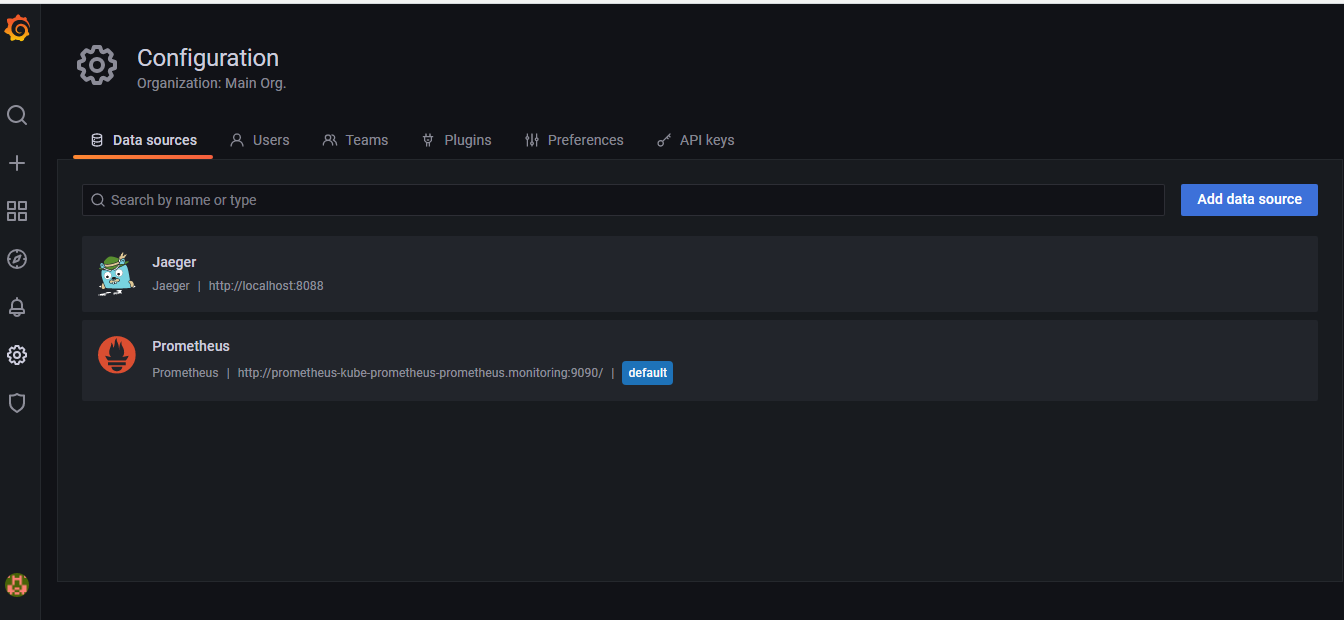 Configuration
Organization: Main Org.
Data sources Users Teams Plugins Preferences API keys
Search by name or type Add data source
Jaeger
Jaeger | http://localhost:8088
Prometheus
Prometheus | http://prometheus-kube-prometheus-prometheus.monitoring:9090/ | default